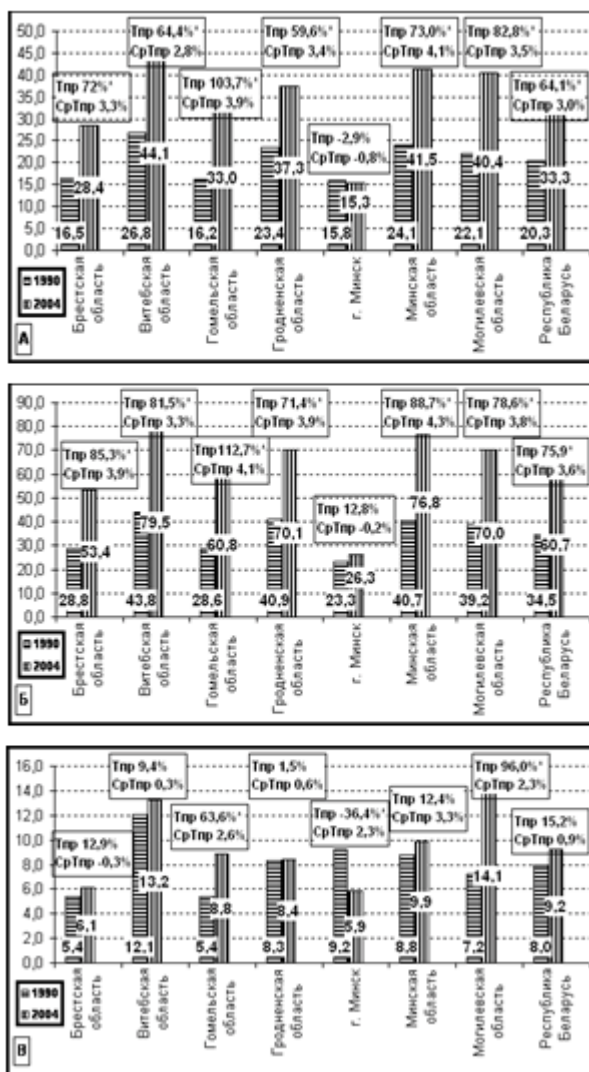 50,0
45,0
40,0
35,0
30,0
25,0
20,0
15,0
10,0
5,0
0,0
Тпр 72%*
СрТпр 3,3%
Тпр 64,4%*
СрТпр 2,8%
Тпр 103,7%*
СрТпр 3,9%
Тпр 59,6%*
СрТпр 3,4%
Тпр -2,9%
СрТпр -0,8%
Тпр 73,0%*
СрТпр 4,1%
Тпр 82,8%*
СрТпр 3,5%
Тпр 64,1%*
СрТпр 3,0%
28,4 44,1 33,0 37,3 15,3 41,5 40,4 33,3
16,5 26,8 16,2 23,4 15,8 24,1 22,1 20,3
1990
2004
А
Брестская
область
Витебская
область
Гомельская
область
Гродненская
область
г. Минск
Минская
область
Могилевская
область
Республика
Беларусь
90,0
80,0
70,0
60,0
50,0
40,0
30,0
20,0
10,0
0,0
Тпр 85,3%*
СрТпр 3,9%
Тпр 81,5%*
СрТпр 3,3%
Тпр 112,7%*
СрТпр 4,1%
Тпр 71,4%*
СрТпр 3,9%
Тпр 12,8%
СрТпр -0,2%
Тпр 88,7%*
СрТпр 4,3%
Тпр 78,6%*
СрТпр 3,8%
Тпр 75,9*
СрТпр 3,6%
53,4 79,5 60,8 70,1 26,3 76,8 70,0 60,7
28,8 43,8 28,6 40,9 23,3 40,7 39,2 34,5
1990
2004
Б
Брестская
область
Витебская
область
Гомельская
область
Гродненская
область
г. Минск
Минская
область
Могилевская
область
Республика
Беларусь
16,0
14,0
12,0
10,0
8,0
6,0
4,0
2,0
0,0
Тпр 12,9%
СрТпр -0,3%
Тпр 9,4%
СрТпр 0,3%
Тпр 63,6%*
СрТпр 2,6%
Тпр 1,5%
СрТпр 0,6%
Тпр -36,4%*
СрТпр 2,3%
Тпр 12,4%
СрТпр 3,3%
Тпр 96,0%*
СрТпр 2,3%
Тпр 15,2%
СрТпр 0,9%
6,1 13,2 8,8 8,4 5,9 9,9 14,1 9,2
5,4 12,1 5,4 8,3 9,2 8,8 7,2 8,0
1990
2004
В
Брестская
область
Витебская
область
Гомельская
область
Гродненская
область
г. Минск
Минская
область
Могилевская
область
Республика
Беларусь